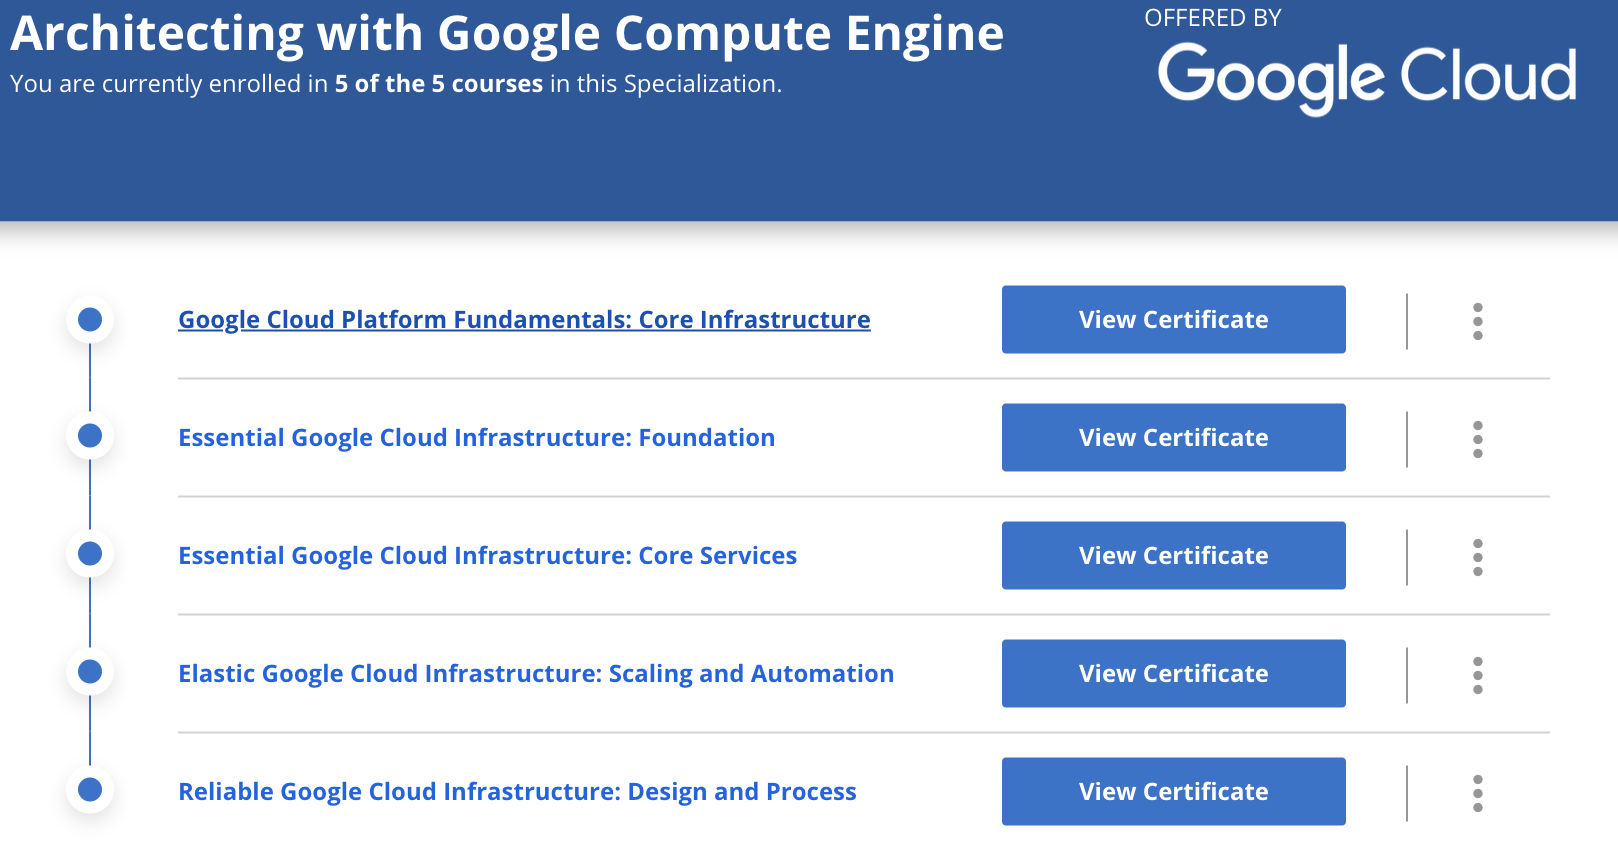 Architecting with Google Compute Engine
You are currently enrolled in 5 of the 5 courses in this Specialization.
OFFERED BY
Google Cloud
Google Cloud Platform Fundamentals: Core Infrastructure
View Certificate
Essential Google Cloud Infrastructure: Foundation
View Certificate
Essential Google Cloud Infrastructure: Core Services
View Certificate
Elastic Google Cloud Infrastructure: Scaling and Automation
View Certificate
Reliable Google Cloud Infrastructure: Design and Process
View Certificate